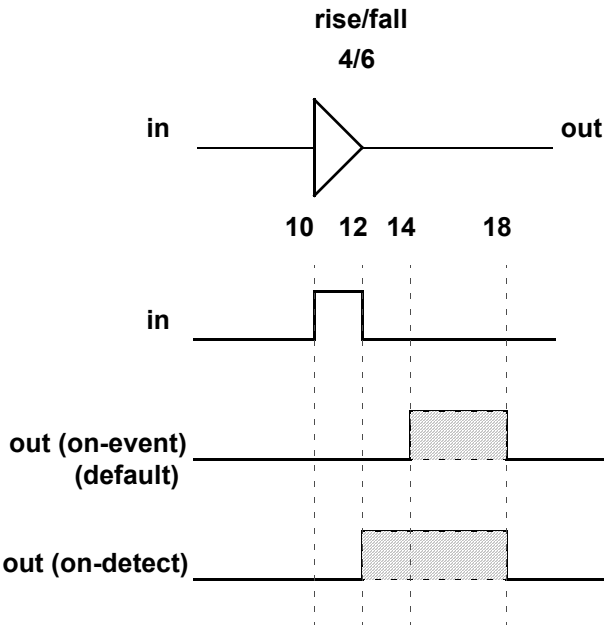 rise/fall
4/6
in
out
10 12 14 18
in
out (on-event)
(default)
out (on-detect)